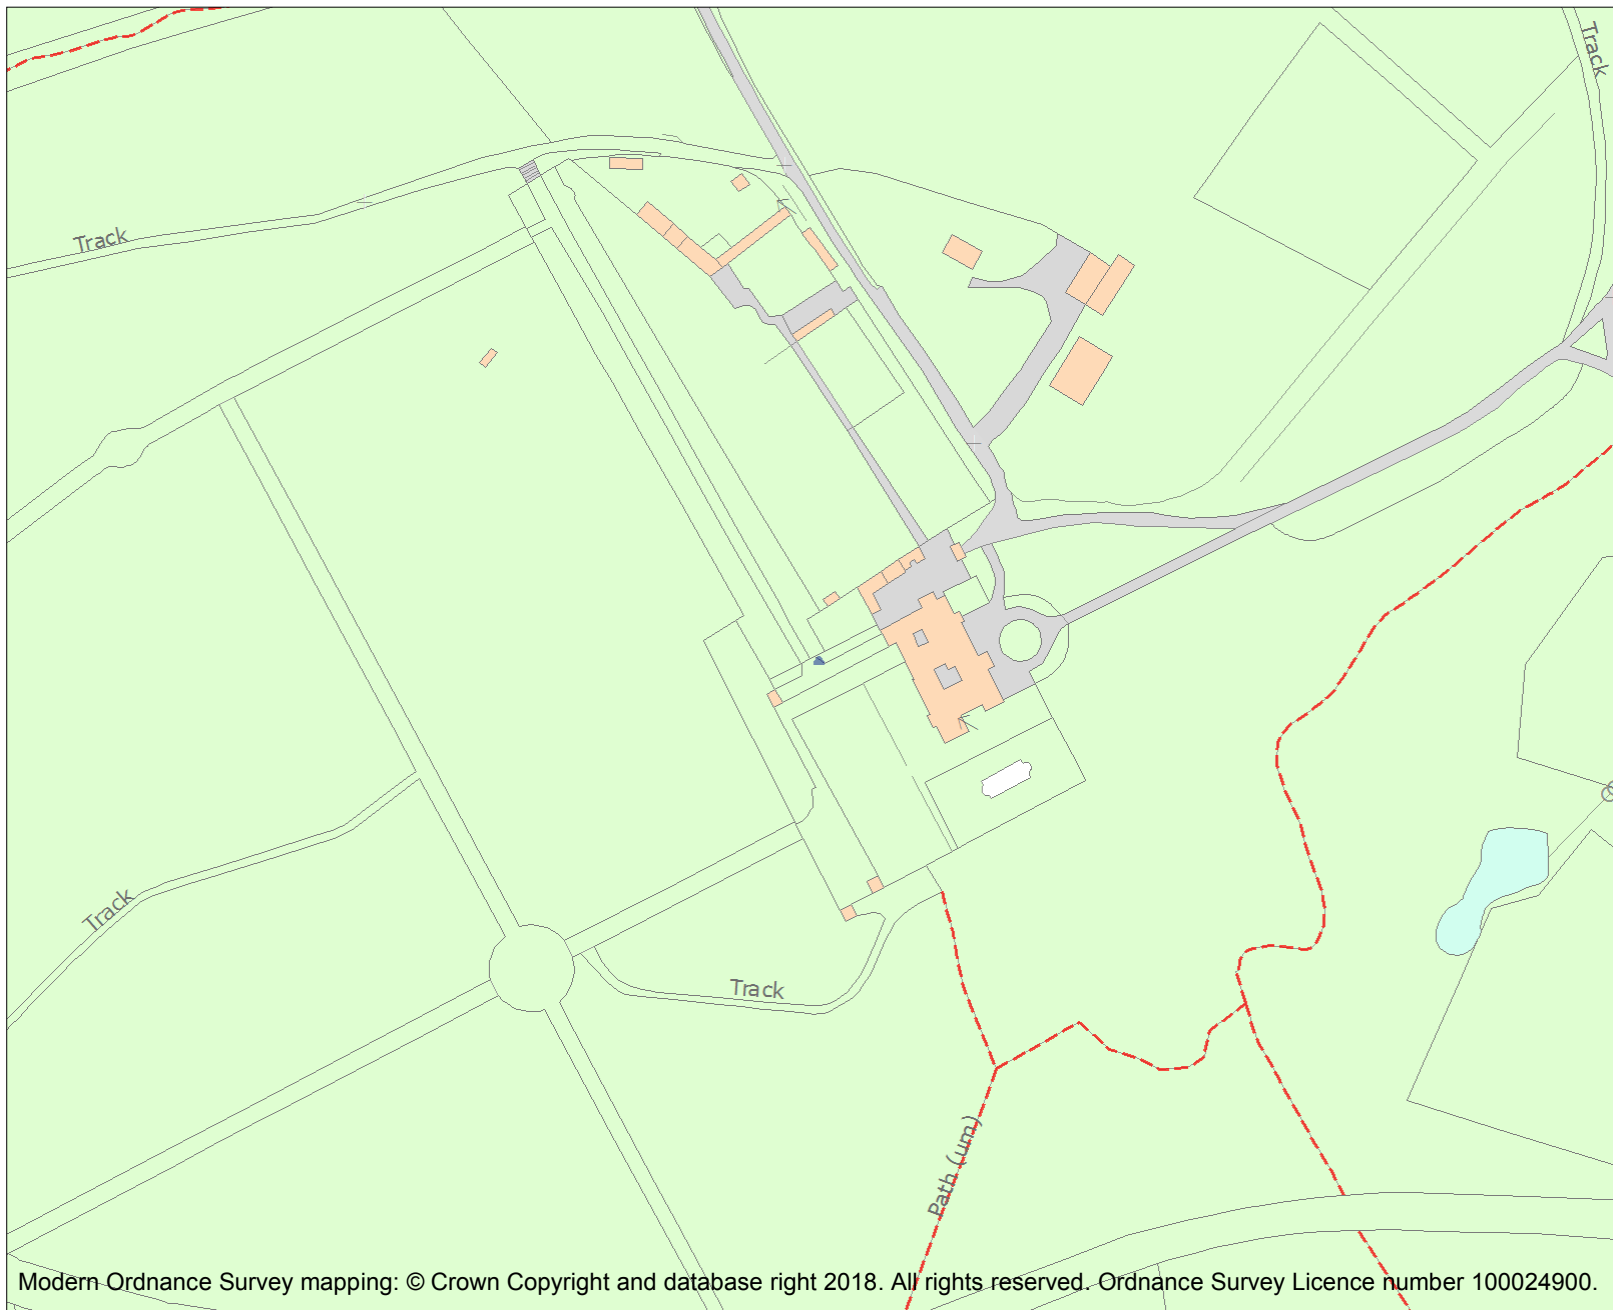 Track
Track
Track
Track
Path (um)
Modern Ordnance Survey mapping: © Crown Copyright and database right 2018. All rights reserved. Ordnance Survey Licence number 100024900.